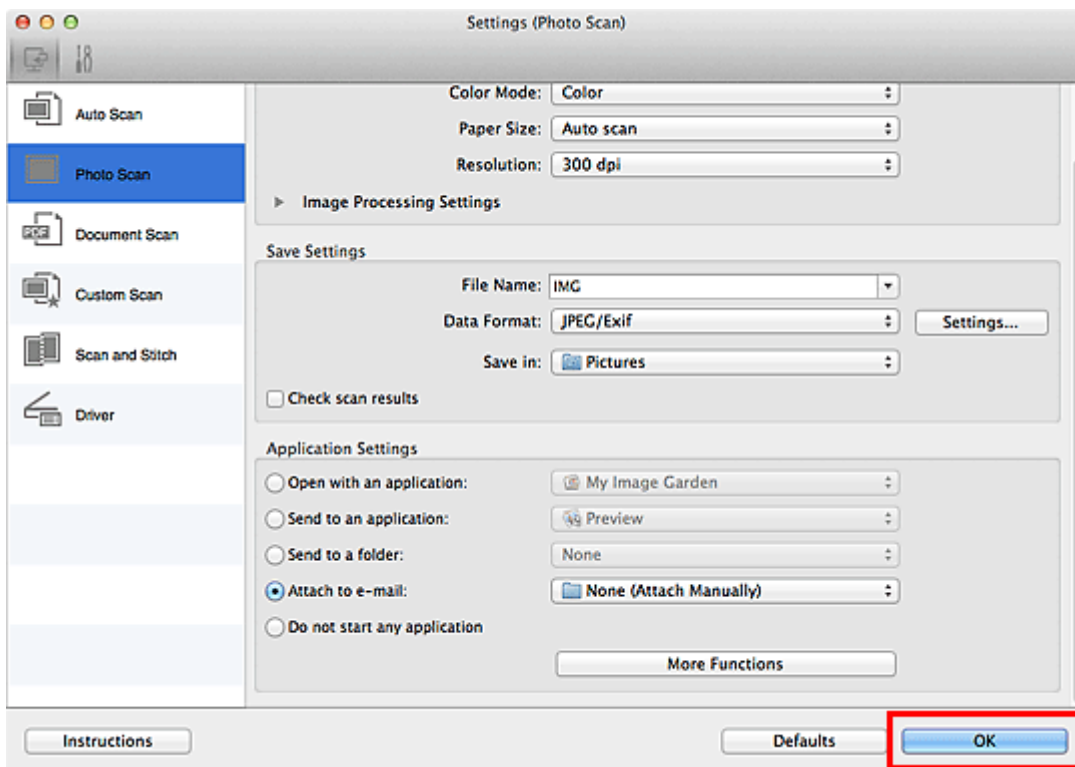 Settings (Photo Scan)
Auto Scan
Photo Scan
PDF
Document Scan
Custom Scan
Scan and Stitch
Driver
Color Mode: Color
Paper Size: Auto scan
Resolution: 300 dpi
Image Processing Settings
Save Settings
File Name: IMG
Data Format: JPEG/Exif Settings...
Save in: Pictures
Check scan results
Application Settings
Open with an application: My Image Garden
Send to an application: Preview
Send to a folder: None
Attach to e-mail: None (Attach Manually)
Do not start any application
More Functions
Instructions Defaults OK